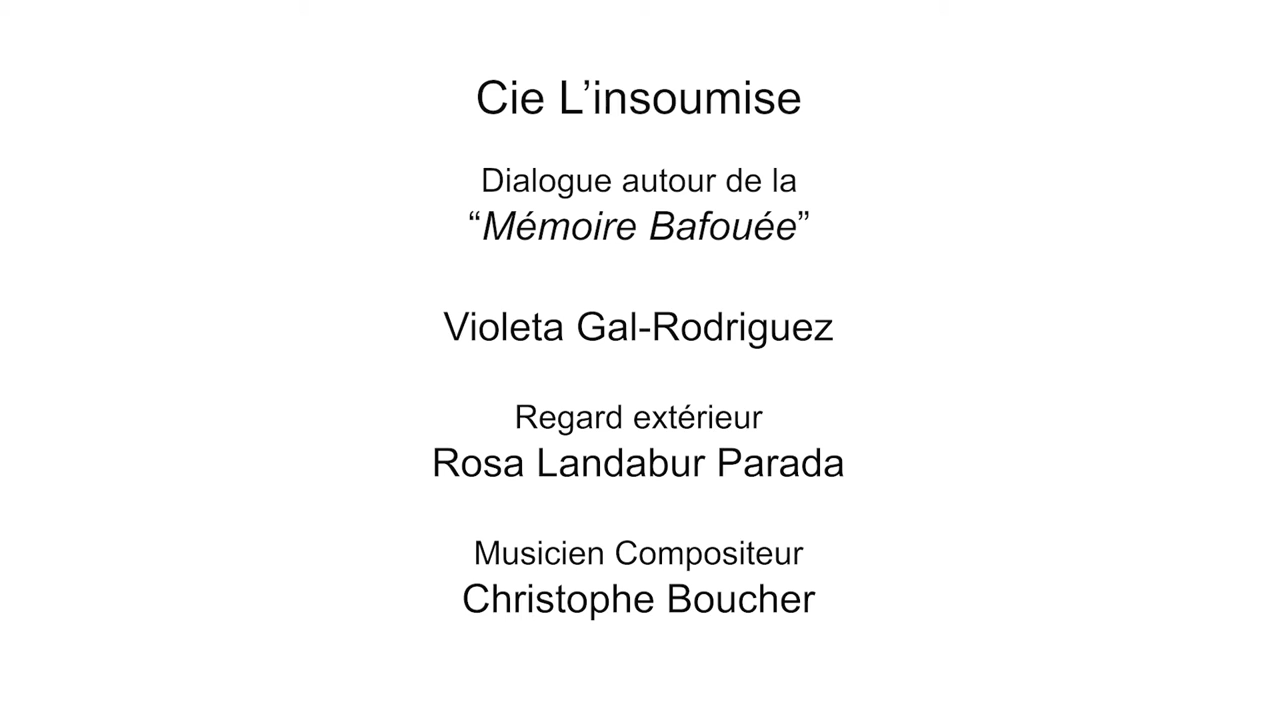 Cie L’insoumise
Dialogue autour de la
“Mémoire Bafouée”
Violeta Gal-Rodriguez
Regard extérieur
Rosa Landabur Parada
Musicien Compositeur
Christophe Boucher